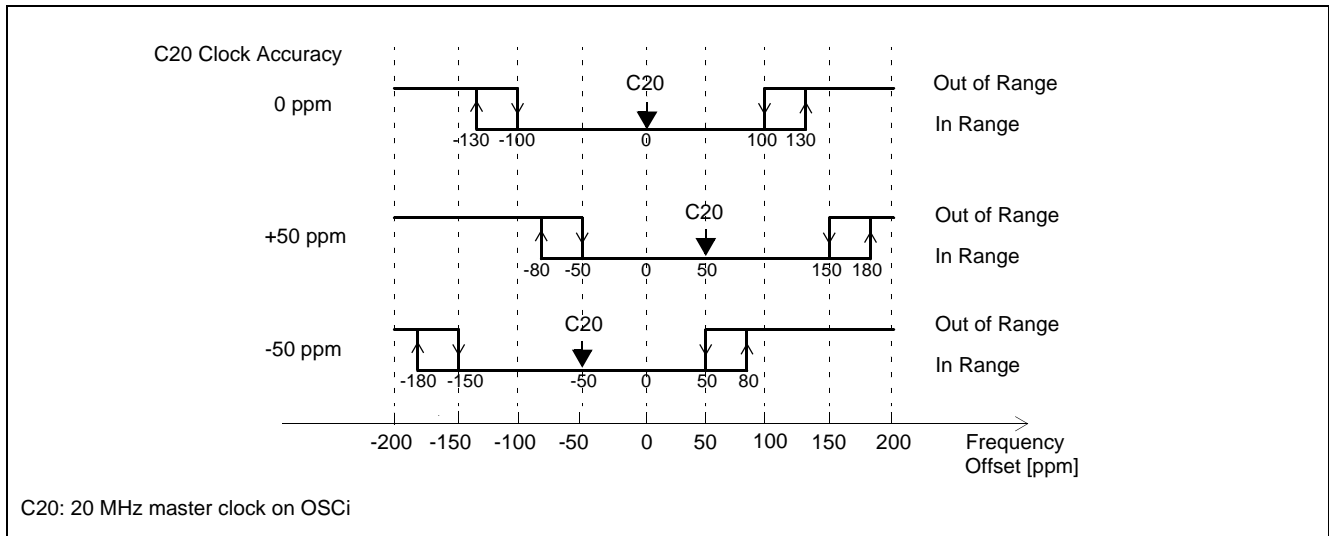 C20 Clock Accuracy
0 ppm
C20
Out of Range
In Range
-130 -100 0 100 130
+50 ppm
C20
Out of Range
In Range
-80 -50 0 50 150 180
-50 ppm
C20
Out of Range
In Range
-180 -150 -50 0 50 80
-200 -150 -100 -50 0 50 100 150 200
Frequency
Offset [ppm]
C20: 20 MHz master clock on OSCi